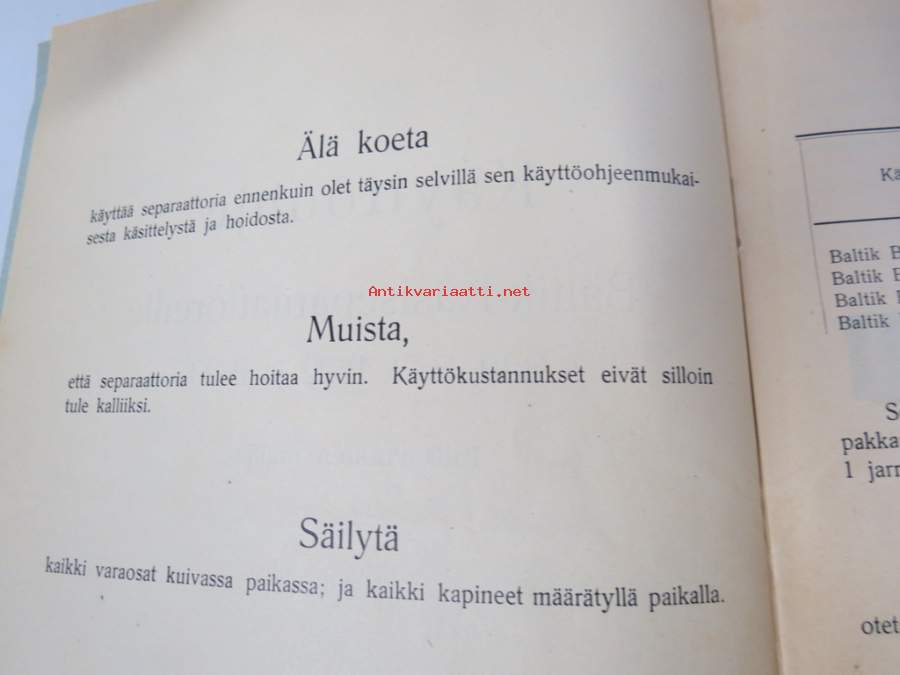 Älä koeta
käyttää separaattoria ennenkuin olet täysin selvillä sen käyttöohjeenmukai-
sesta käsittelystä ja hoidosta.
Antikvariaatti.net
Muista,
että separaattoria tulee hoitaa hyvin. Käyttökustannukset eivät silloin
tule kalliiksi.
Säilytä
kaikki varaosat kuivassa paikassa; ja kaikki kapineet määrätyllä paikalla.
Baltik
Baltik
Baltik
Baltik
pakka
1 jarr
otet